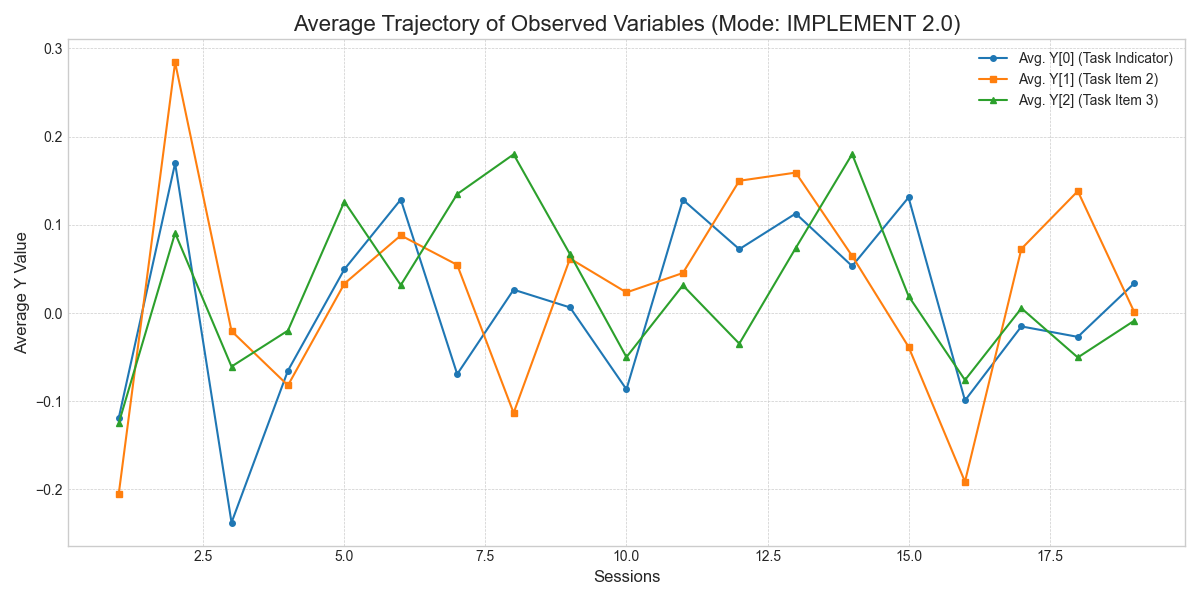 Average Trajectory of Observed Variables (Mode: IMPLEMENT 2.0)
Avg. Y[0] (Task Indicator)
Avg. Y[1] (Task Item 2)
Avg. Y[2] (Task Item 3)
Average Y Value
0.3
0.2
0.1
0.0
−0.1
−0.2
2.5
5.0
7.5
10.0
12.5
15.0
17.5
Sessions